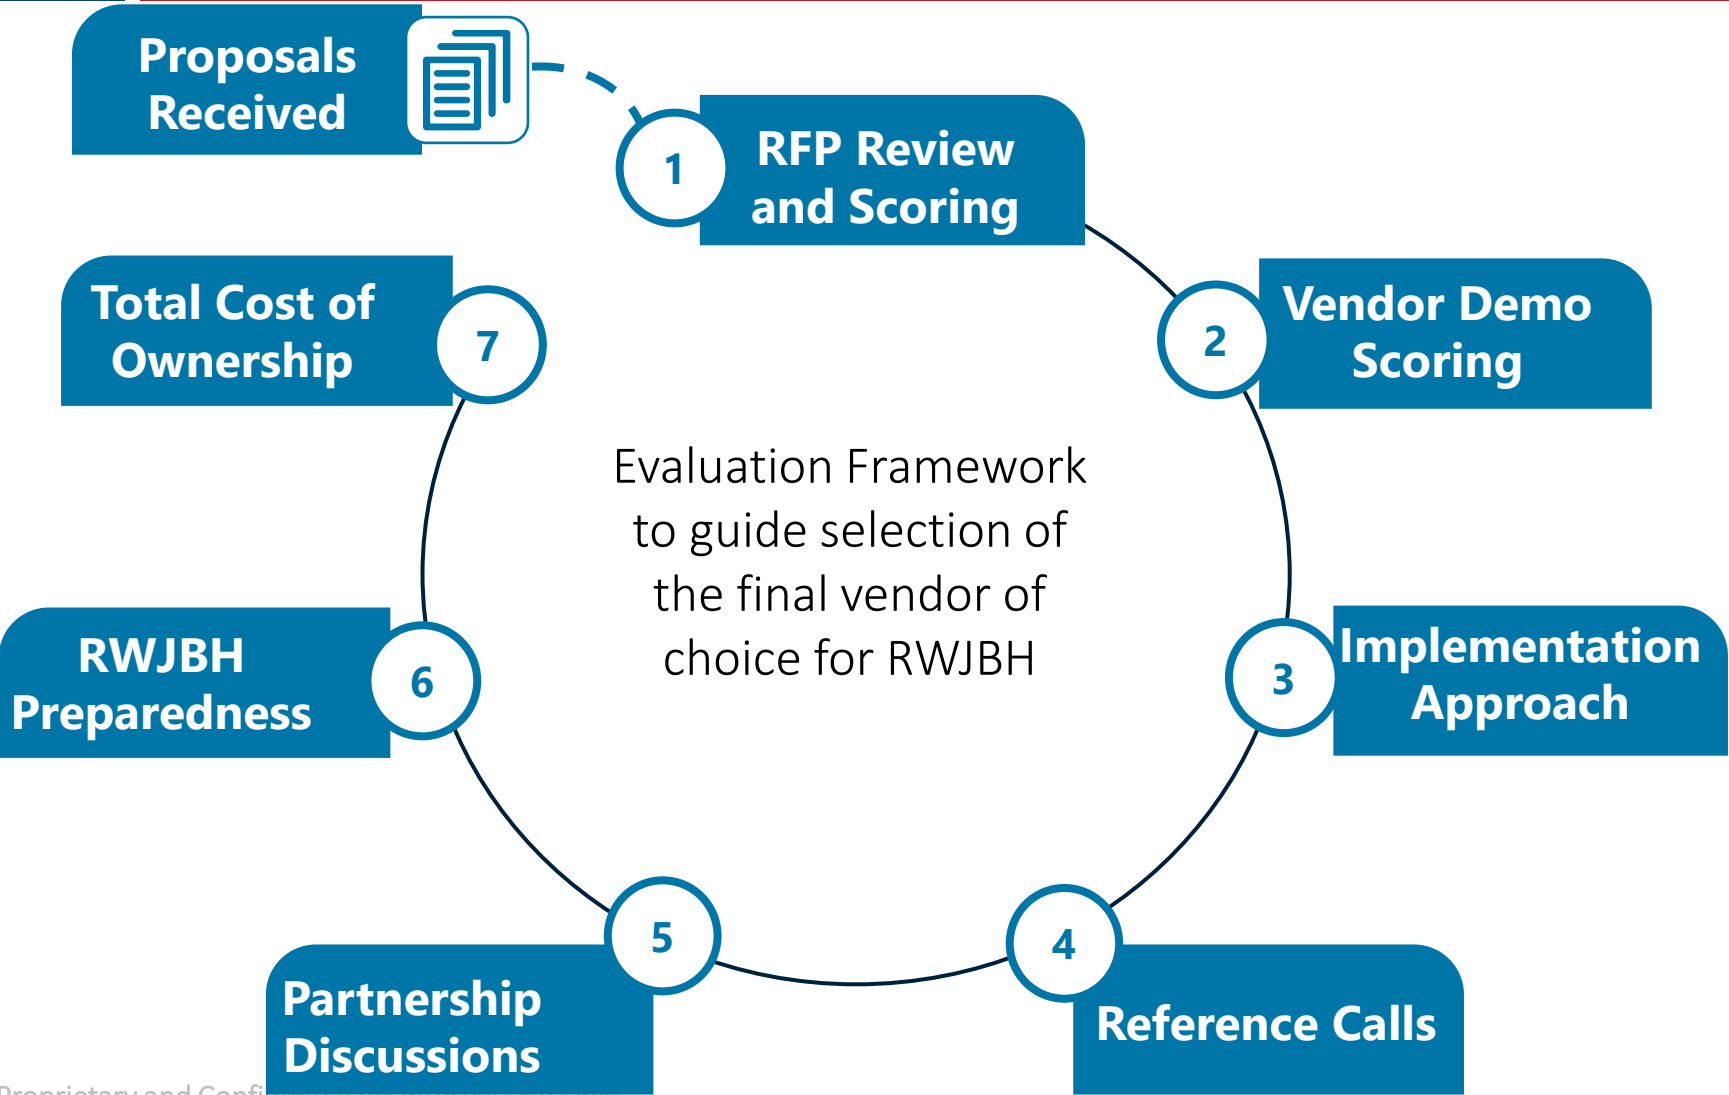 Proposals
Received
1
RFP Review
and Scoring
2
Vendor Demo
Scoring
3
Implementation
Approach
4
Reference Calls
5
Partnership
Discussions
6
RWJBH
Preparedness
7
Total Cost of
Ownership
Evaluation Framework
to guide selection of
the final vendor of
choice for RWJBH
Proprietary and